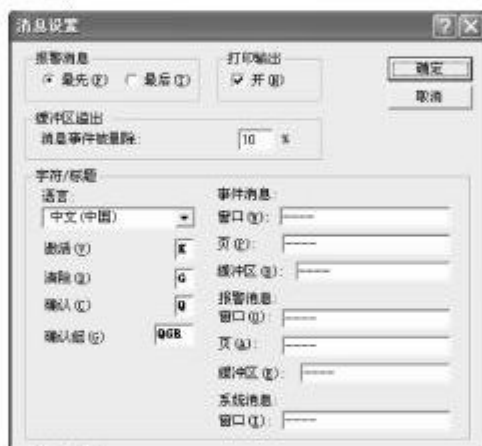 消息设置
报警消息
最先(F) 最后(T)
打印输出
开(N)
确定
取消
缓冲区溢出
消息事件被删除: 10 %
字符/标题
语言:
中文(中国)
激活(V) K
清除(D) G
确认(C) Q
确认组(G) QGR
事件消息:
窗口(W): ----
页(P): ----
缓冲区(B): ----
报警消息:
窗口(O): ----
页(A): ----
缓冲区(E): ----
系统消息:
窗口(I): ----